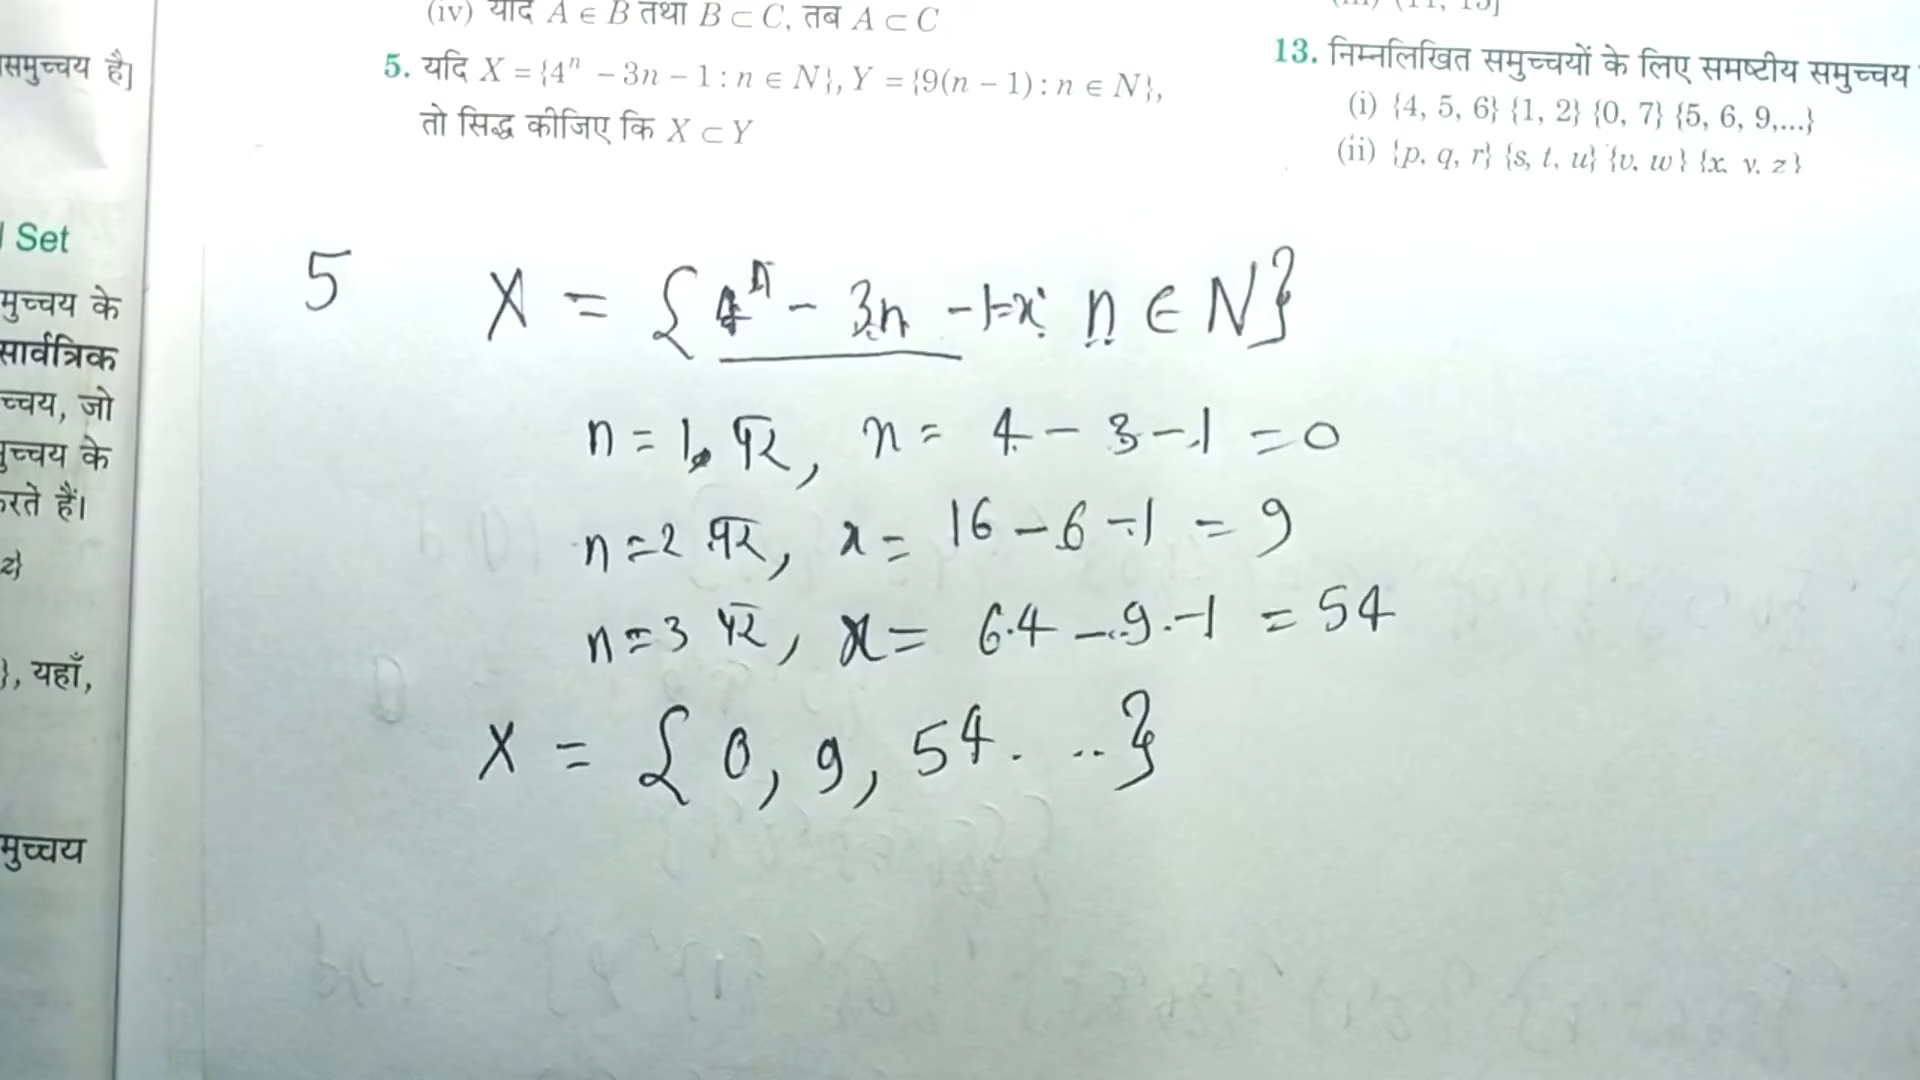 समुच्चय है]
Set
मुच्चय के
सार्वत्रिक
च्चय, जो
मुच्चय के
करते हैं।
z}
}, यहाँ,
मुच्चय
(iv) यदि A ∈ B तथा B ⊂ C, तब A ⊂ C
5. यदि X = {4ⁿ − 3n − 1 : n ∈ N}, Y = {9(n − 1) : n ∈ N},
तो सिद्ध कीजिए कि X ⊂ Y
13. निम्नलिखित समुच्चयों के लिए समष्टीय समुच्चय
(i) {4, 5, 6} {1, 2} {0, 7} {5, 6, 9,...}
(ii) {p, q, r} {s, t, u} {v, w} {x, y, z}
5 X = {4ⁿ − 3n − 1 = x : n ∈ N}
n = 1, पर, x = 4 − 3 − 1 = 0
n = 2 पर, x = 16 − 6 − 1 = 9
n = 3 पर, x = 64 − 9 − 1 = 54
X = {0, 9, 54. ..}